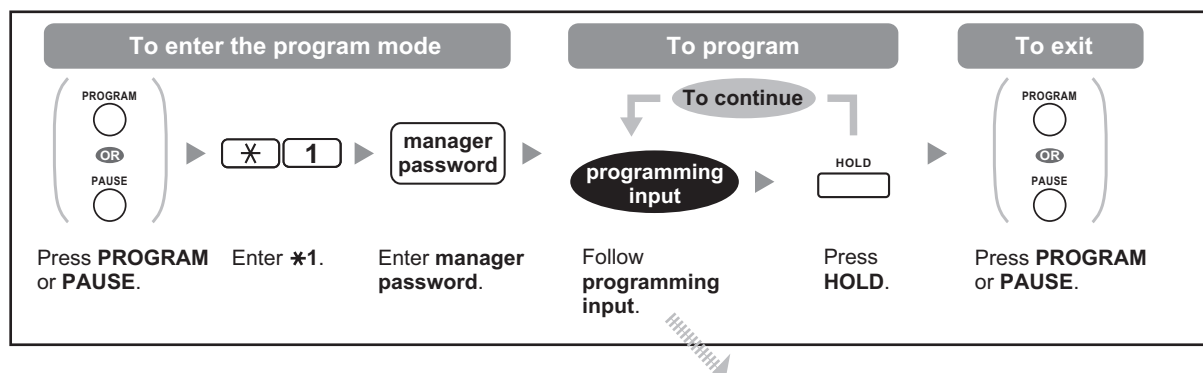 To enter the program mode
To program
To exit
To continue
PROGRAM
OR
PAUSE
✱ 1
manager
password
programming
input
HOLD
PROGRAM
OR
PAUSE
Press PROGRAM
or PAUSE.
Enter ✱1.
Enter manager
password.
Follow
programming
input.
Press
HOLD.
Press PROGRAM
or PAUSE.